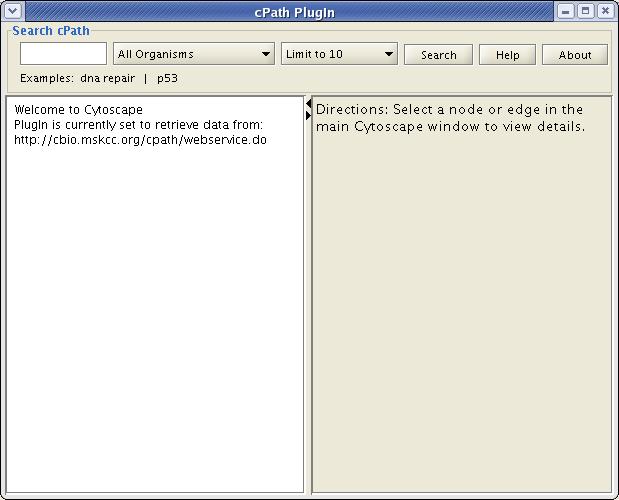 cPath PlugIn
Search cPath
All Organisms Limit to 10 Search Help About
Examples: dna repair | p53
Welcome to Cytoscape
PlugIn is currently set to retrieve data from:
http://cbio.mskcc.org/cpath/webservice.do
Directions: Select a node or edge in the
main Cytoscape window to view details.